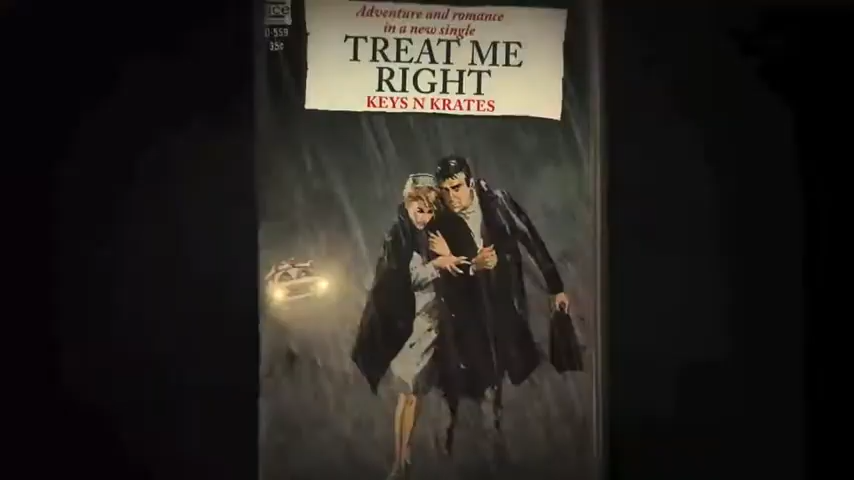 D-559
35¢
Adventure and romance
in a new single
TREAT ME
RIGHT
KEYS N KRATES